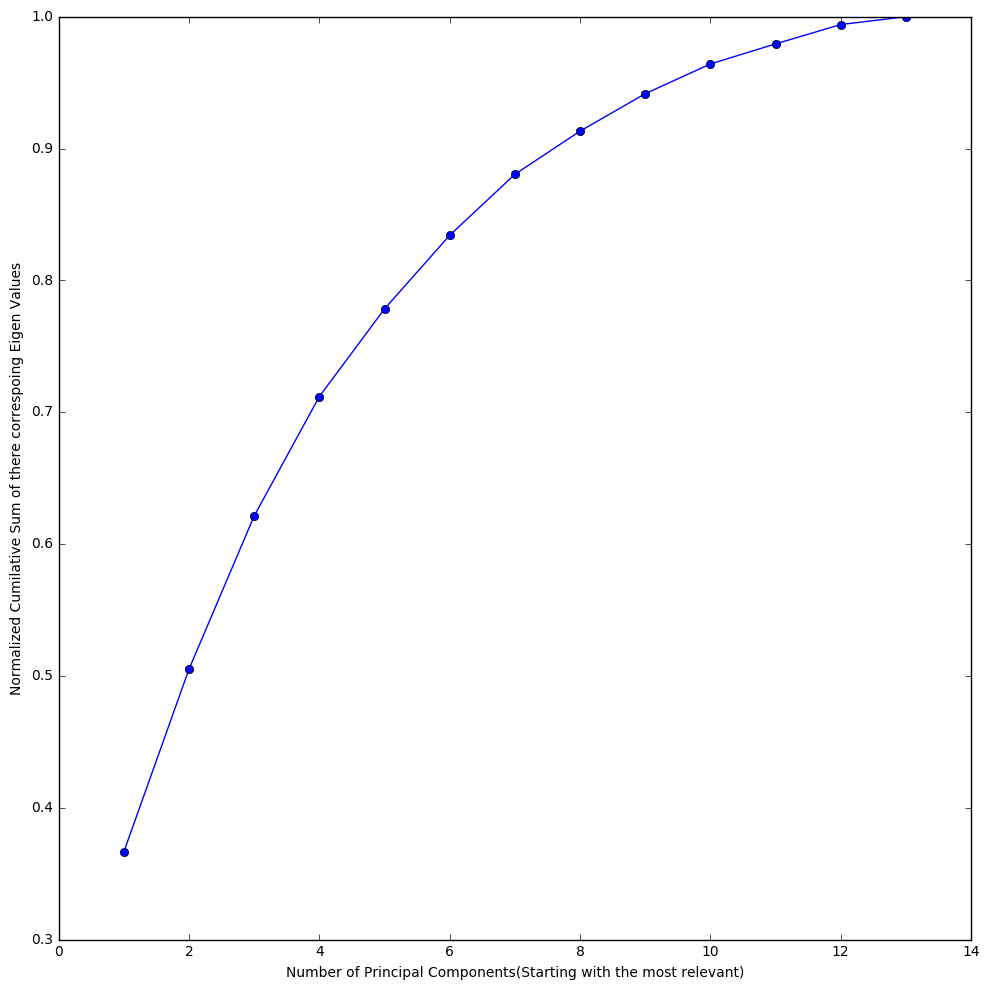 1.0
0.9
0.8
0.7
0.6
0.5
0.4
0.3
0 2 4 6 8 10 12 14
Normalized Cumilative Sum of there correspoing Eigen Values
Number of Principal Components(Starting with the most relevant)